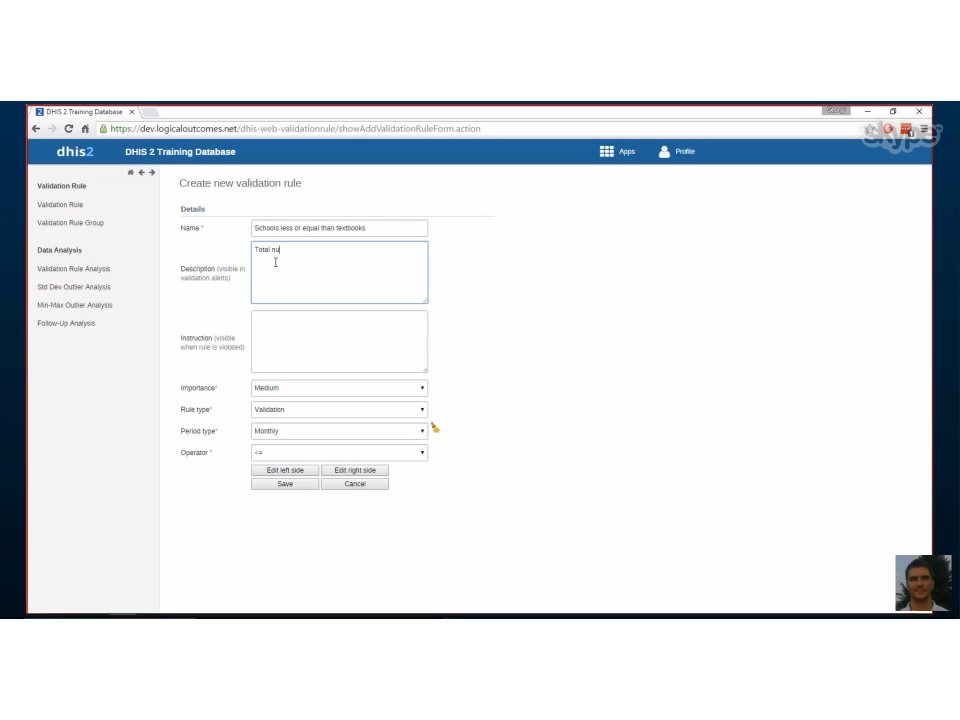 DHIS 2 Training Database
Georgi
https://dev.logicaloutcomes.net/dhis-web-validationrule/showAddValidationRuleForm.action
skype
dhis2 DHIS 2 Training Database Apps Profile
Validation Rule
Validation Rule
Validation Rule Group
Data Analysis
Validation Rule Analysis
Std Dev Outlier Analysis
Min-Max Outlier Analysis
Follow-Up Analysis
Create new validation rule
Details
Name * Schools less or equal than textbooks
Total nu
Description (visible in
validation alerts)
Instruction (visible
when rule is violated)
Importance* Medium
Rule type* Validation
Period type* Monthly
Operator * <=
Edit left side Edit right side
Save Cancel